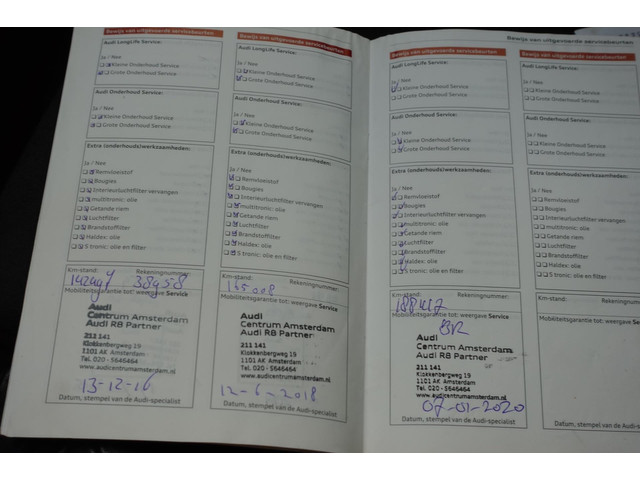 Bewijs van uitgevoerde servicebeurten
Audi LongLife Service:
Ja / Nee
Kleine Onderhoud Service
Grote Onderhoud Service
Audi Onderhoud Service:
Ja / Nee
Kleine Onderhoud Service
Grote Onderhoud Service
Extra (onderhouds)werkzaamheden:
Ja / Nee
Remvloeistof
Bougies
Interieurluchtfilter vervangen
multitronic: olie
Getande riem
Luchtfilter
Brandstoffilter
Haldex: olie
S tronic: olie en filter
Km-stand: Rekeningnummer:
Mobiliteitsgarantie tot: weergave Service
Audi
Centrum Amsterdam
Audi R8 Partner
211 141
Klokkenbergweg 19
1101 AK Amsterdam
Tel. 020 - 5646464
www.audicentrumamsterdam.nl
13-12-16
Datum, stempel van de Audi-specialist
Bewijs van uitgevoerde servicebeurten
Audi LongLife Service:
Ja / Nee
Kleine Onderhoud Service
Grote Onderhoud Service
Audi Onderhoud Service:
Ja / Nee
Kleine Onderhoud Service
Grote Onderhoud Service
Extra (onderhouds)werkzaamheden:
Ja / Nee
Remvloeistof
Bougies
Interieurluchtfilter vervangen
multitronic: olie
Getande riem
Luchtfilter
Brandstoffilter
Haldex: olie
S tronic: olie en filter
Km-stand: Rekeningnummer:
165008
Mobiliteitsgarantie tot: weergave Service
Audi
Centrum Amsterdam
Audi R8 Partner
211 141
Klokkenbergweg 19
1101 AK Amsterdam
Tel. 020 - 5646464
www.audicentrumamsterdam.nl
12-6-2018
Datum, stempel van de Audi-specialist
Bewijs van uitgevoerde servicebeurten
Bewijs van uitgevoerde servicebeurten
Audi LongLife Service:
Ja / Nee
Kleine Onderhoud Service
Grote Onderhoud Service
Audi Onderhoud Service:
Ja / Nee
Kleine Onderhoud Service
Grote Onderhoud Service
Extra (onderhouds)werkzaamheden:
Ja / Nee
Remvloeistof
Bougies
Interieurluchtfilter vervangen
multitronic: olie
Getande riem
Luchtfilter
Brandstoffilter
Haldex: olie
S tronic: olie en filter
Km-stand: Rekeningnummer:
Mobiliteitsgarantie tot: weergave Service
BR
Audi
Centrum Amsterdam
Audi R8 Partner
211 141
Klokkenbergweg 19
1101 AK Amsterdam
Tel. 020 - 5646464
www.audicentrumamsterdam.nl
07-01-2020
Datum, stempel van de Audi-specialist
Bewijs van uitgevoerde servicebeurten
Audi LongLife Service:
Ja / Nee
Kleine Onderhoud Service
Grote Onderhoud Service
Audi Onderhoud Service:
Ja / Nee
Kleine Onderhoud Service
Grote Onderhoud Service
Extra (onderhouds)werkzaamheden:
Ja / Nee
Remvloeistof
Bougies
Interieurluchtfilter vervangen
multitronic: olie
Getande riem
Luchtfilter
Brandstoffilter
Haldex: olie
S tronic: olie en filter
Km-stand: Rekeningnummer:
Mobiliteitsgarantie tot: weergave Service
Datum, stempel van de Audi-specialist